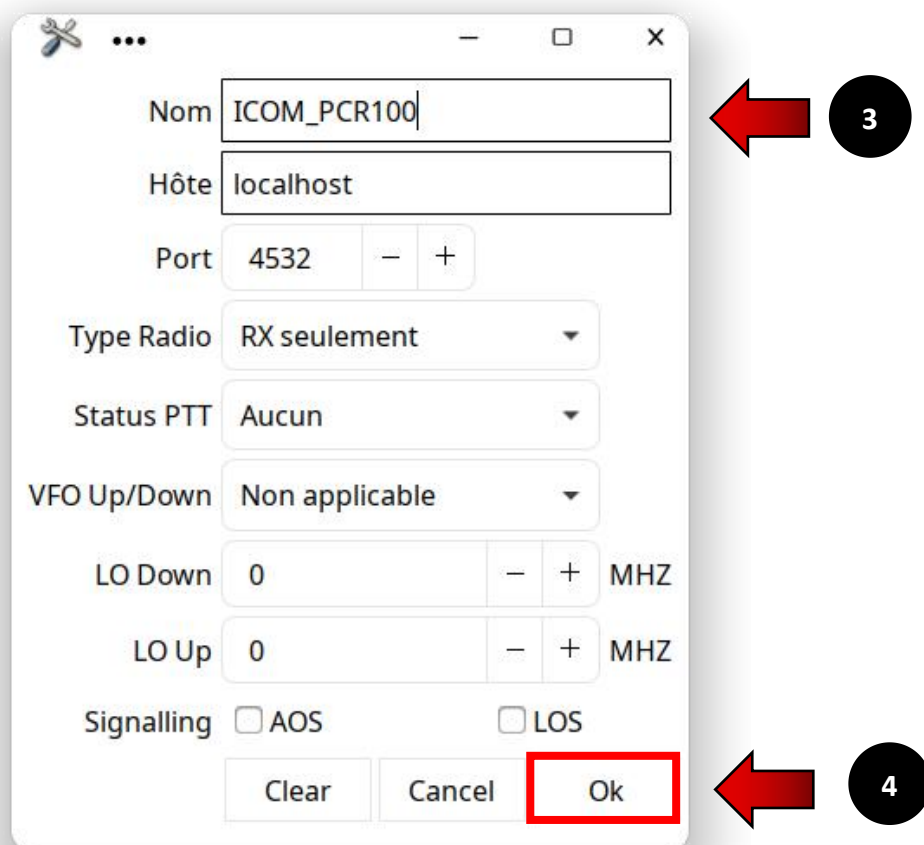 ...
Nom ICOM_PCR100 3
Hôte localhost
Port 4532 − +
Type Radio RX seulement
Status PTT Aucun
VFO Up/Down Non applicable
LO Down 0 − + MHZ
LO Up 0 − + MHZ
Signalling AOS LOS
Clear Cancel Ok 4